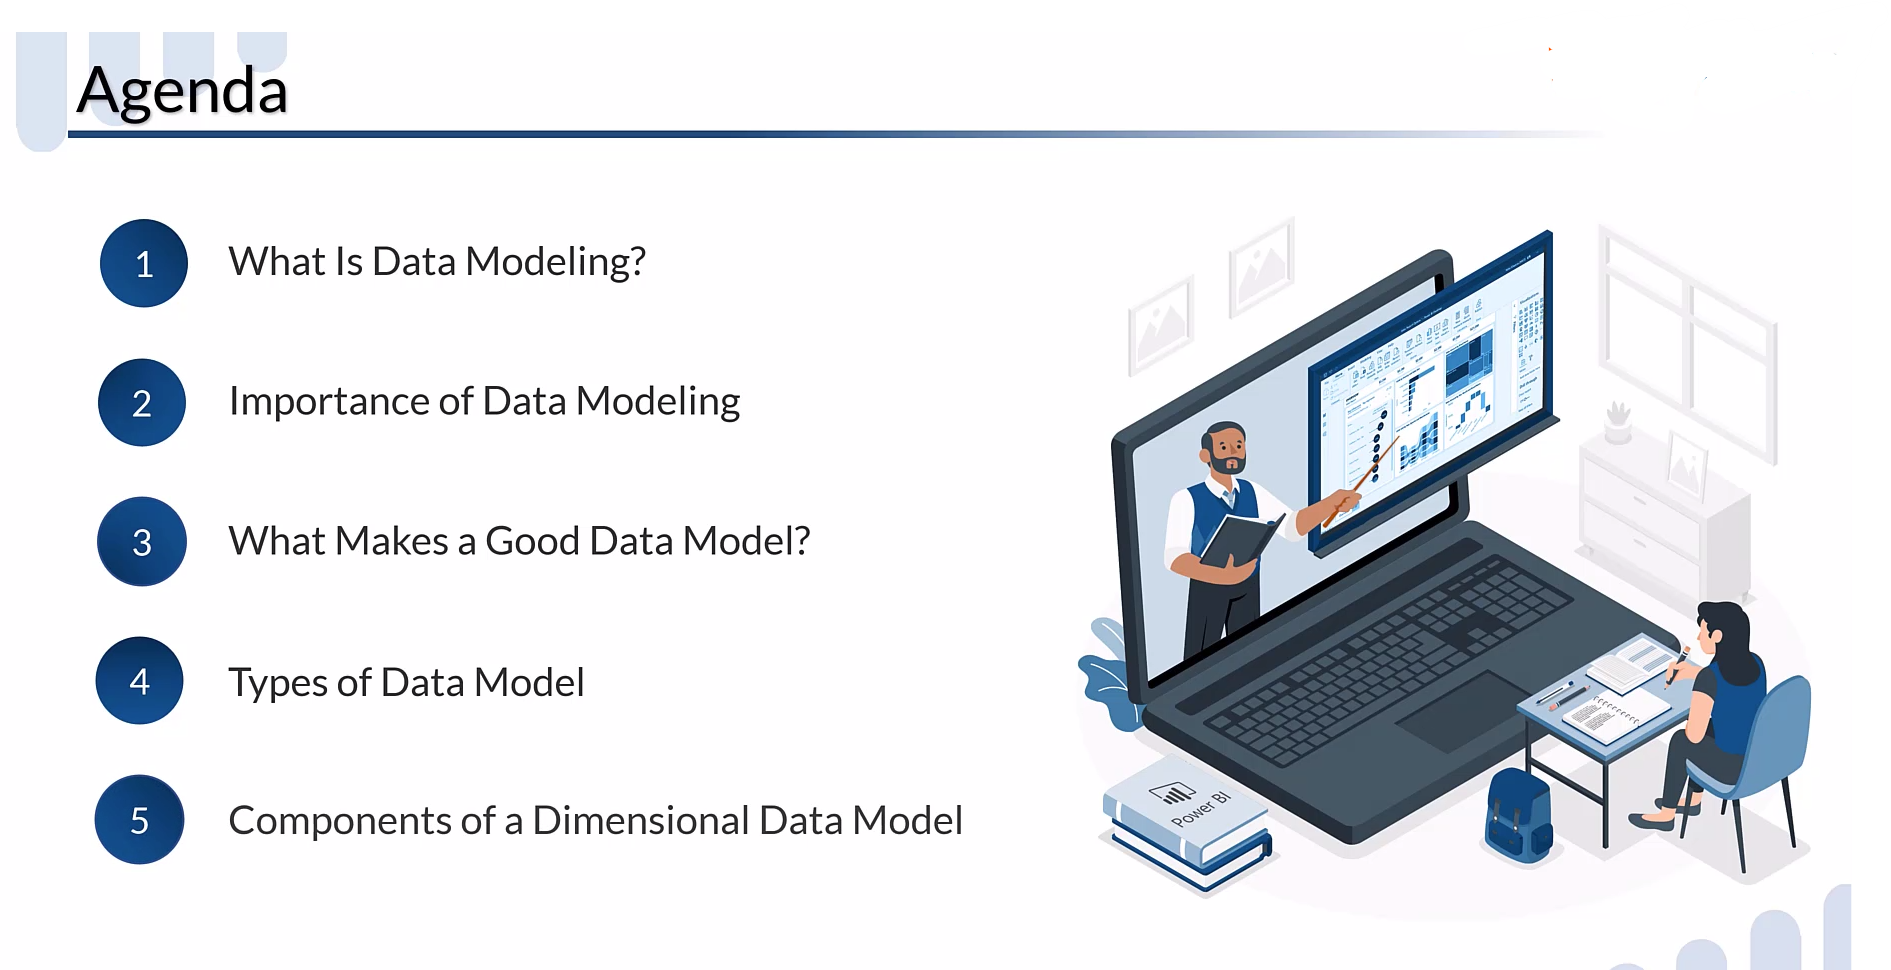 Agenda
1
What Is Data Modeling?
2
Importance of Data Modeling
3
What Makes a Good Data Model?
4
Types of Data Model
5
Components of a Dimensional Data Model
Power BI